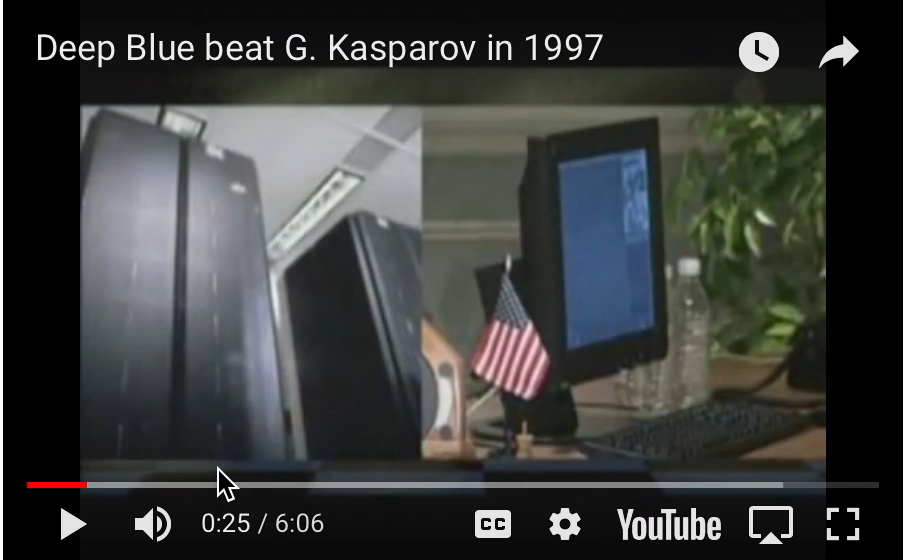 Deep Blue beat G. Kasparov in 1997
0:25 / 6:06
CC
YouTube